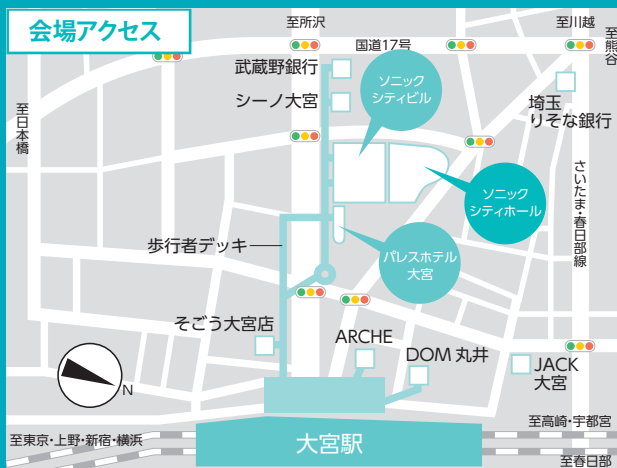 会場アクセス
至所沢
至川越
国道17号
至熊谷
武蔵野銀行
ソニック
シティビル
シーノ大宮
埼玉
りそな銀行
至日本橋
さいたま・春日部線
ソニック
シティホール
歩行者デッキ
パレスホテル
大宮
そごう大宮店
ARCHE
DOM 丸井
JACK
大宮
N
至高崎・宇都宮
至東京・上野・新宿・横浜
大宮駅
至春日部